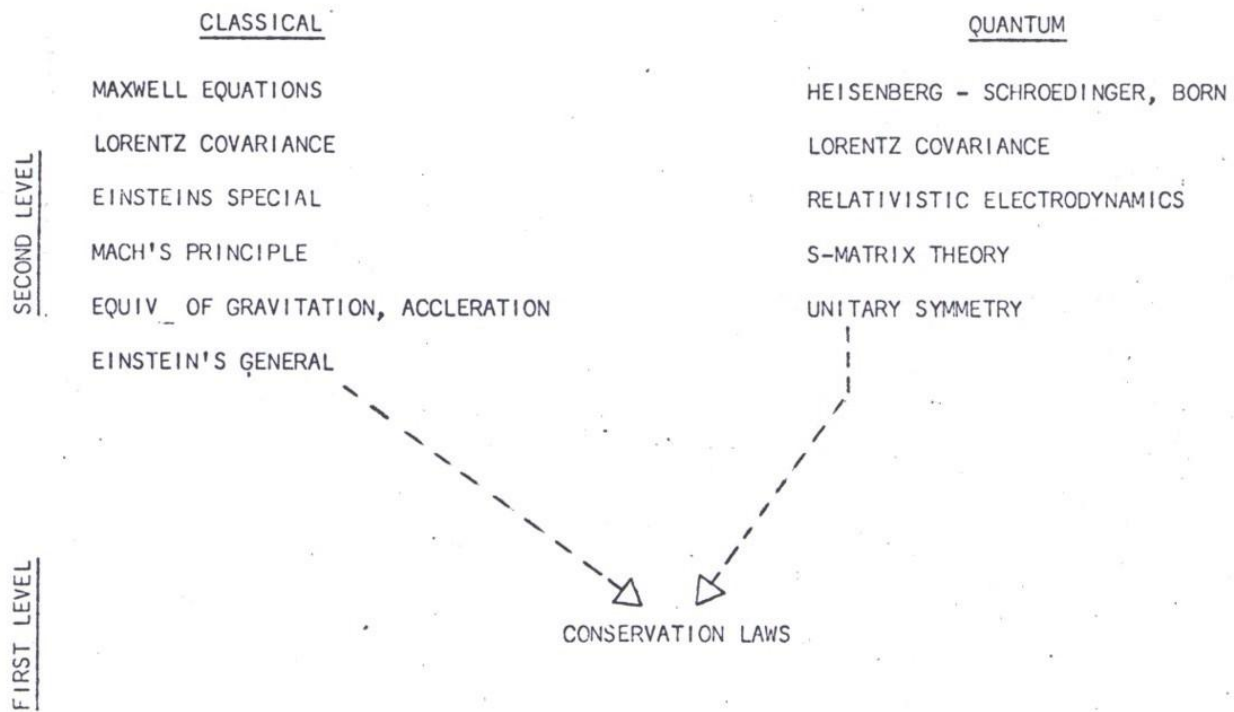 CLASSICAL
MAXWELL EQUATIONS
LORENTZ COVARIANCE
EINSTEINS SPECIAL
MACH'S PRINCIPLE
EQUIV_ OF GRAVITATION, ACCLERATION
EINSTEIN'S GENERAL
QUANTUM
HEISENBERG - SCHROEDINGER, BORN
LORENTZ COVARIANCE
RELATIVISTIC ELECTRODYNAMICS
S-MATRIX THEORY
UNITARY SYMMETRY
SECOND LEVEL
CONSERVATION LAWS
FIRST LEVEL